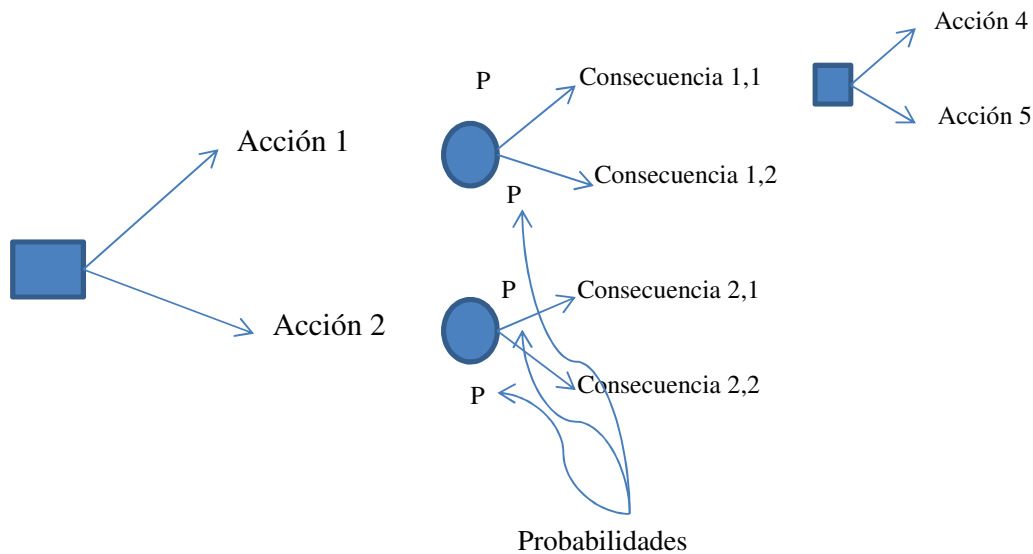 Acción 4
P
Consecuencia 1,1
Acción 5
Acción 1
Consecuencia 1,2
P
P
Consecuencia 2,1
Acción 2
P
Consecuencia 2,2
Probabilidades